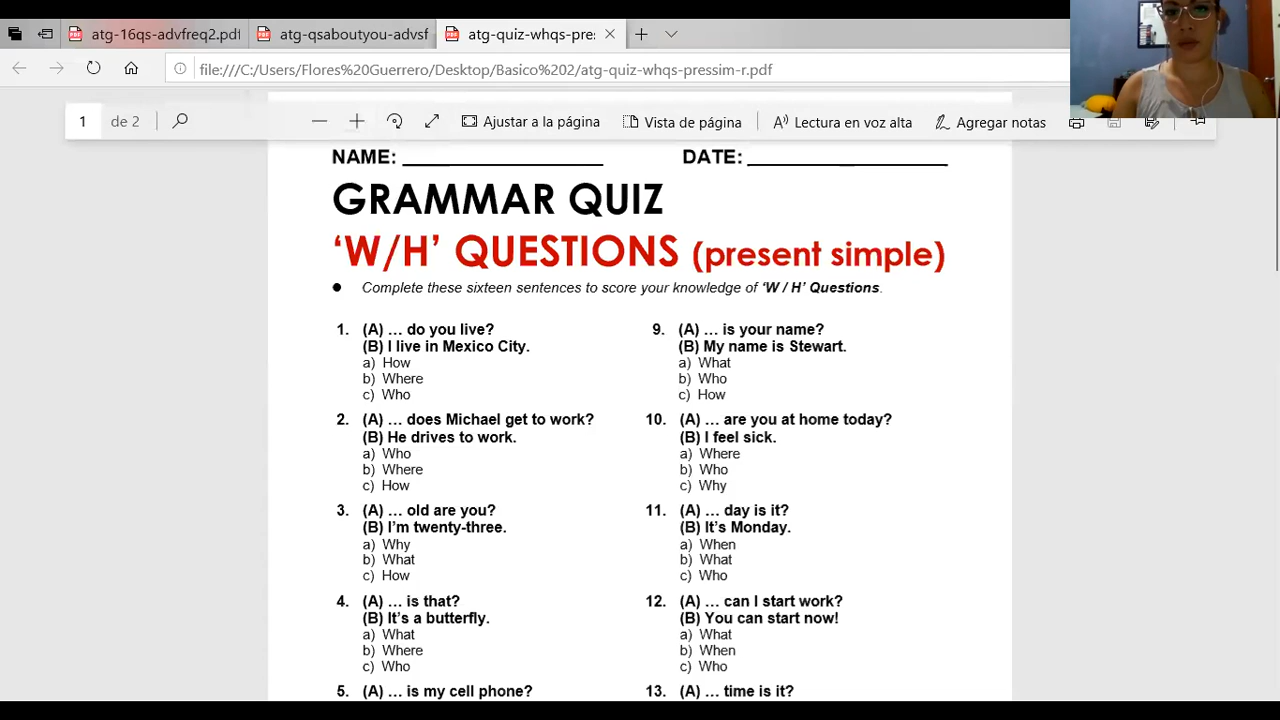 atg-16qs-advfreq2.pdf
atg-qsaboutyou-advsf
atg-quiz-whqs-pres:
file:///C:/Users/Flores%20Guerrero/Desktop/Basico%202/atg-quiz-whqs-pressim-r.pdf
1 de 2
Ajustar a la página
Vista de página
Lectura en voz alta
Agregar notas
NAME: ____________________ DATE: ____________________
GRAMMAR QUIZ
‘W/H’ QUESTIONS (present simple)
● Complete these sixteen sentences to score your knowledge of ‘W / H’ Questions.
1. (A) … do you live?
(B) I live in Mexico City.
a) How
b) Where
c) Who
2. (A) … does Michael get to work?
(B) He drives to work.
a) Who
b) Where
c) How
3. (A) … old are you?
(B) I’m twenty-three.
a) Why
b) What
c) How
4. (A) … is that?
(B) It’s a butterfly.
a) What
b) Where
c) Who
5. (A) … is my cell phone?
9. (A) … is your name?
(B) My name is Stewart.
a) What
b) Who
c) How
10. (A) … are you at home today?
(B) I feel sick.
a) Where
b) Who
c) Why
11. (A) … day is it?
(B) It’s Monday.
a) When
b) What
c) Who
12. (A) … can I start work?
(B) You can start now!
a) What
b) When
c) Who
13. (A) … time is it?